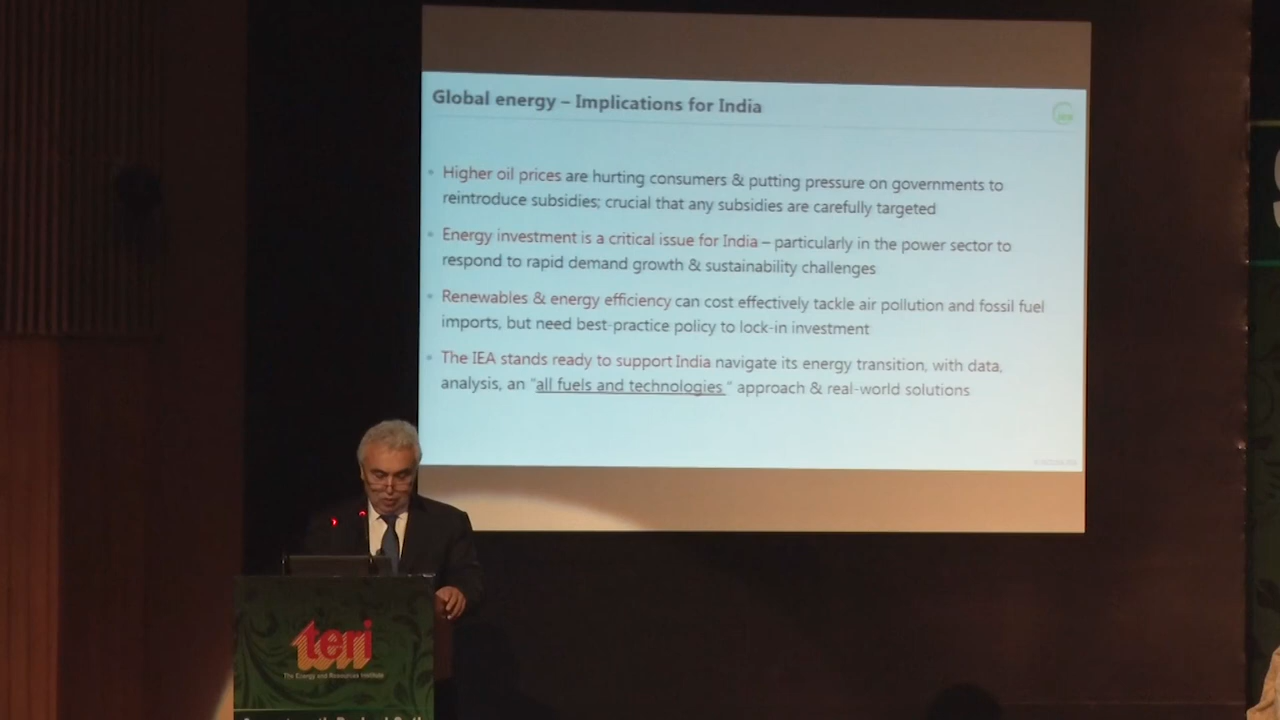 Global energy – Implications for India
iea
• Higher oil prices are hurting consumers & putting pressure on governments to
reintroduce subsidies; crucial that any subsidies are carefully targeted
• Energy investment is a critical issue for India – particularly in the power sector to
respond to rapid demand growth & sustainability challenges
• Renewables & energy efficiency can cost effectively tackle air pollution and fossil fuel
imports, but need best-practice policy to lock-in investment
• The IEA stands ready to support India navigate its energy transition, with data,
analysis, an "all fuels and technologies " approach & real-world solutions
teri
The Energy and Resources Institute